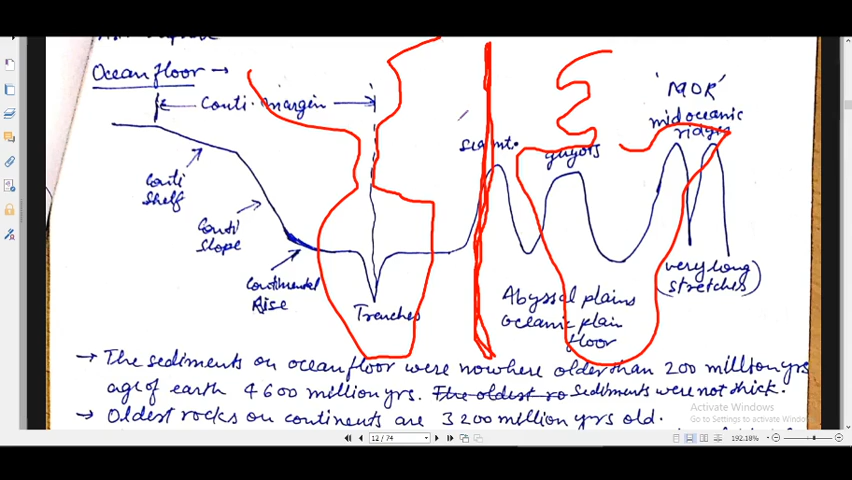 Ocean floor →
Conti. margin
'MOR'
mid oceanic
ridges
seamt.
guyots
Conti
Shelf
Conti
Slope
Continental
Rise
Trenches
Abyssal plains
Oceanic plain
floor
(very long
stretches)
→ The sediments on ocean floor were nowhere older than 200 million yrs
age of earth 4600 million yrs. The oldest ro Sediments were not thick.
→ Oldest rocks on continents are 3200 million yrs old.
Activate Windows
Go to Settings to activate Windows
12 / 74
192.18%